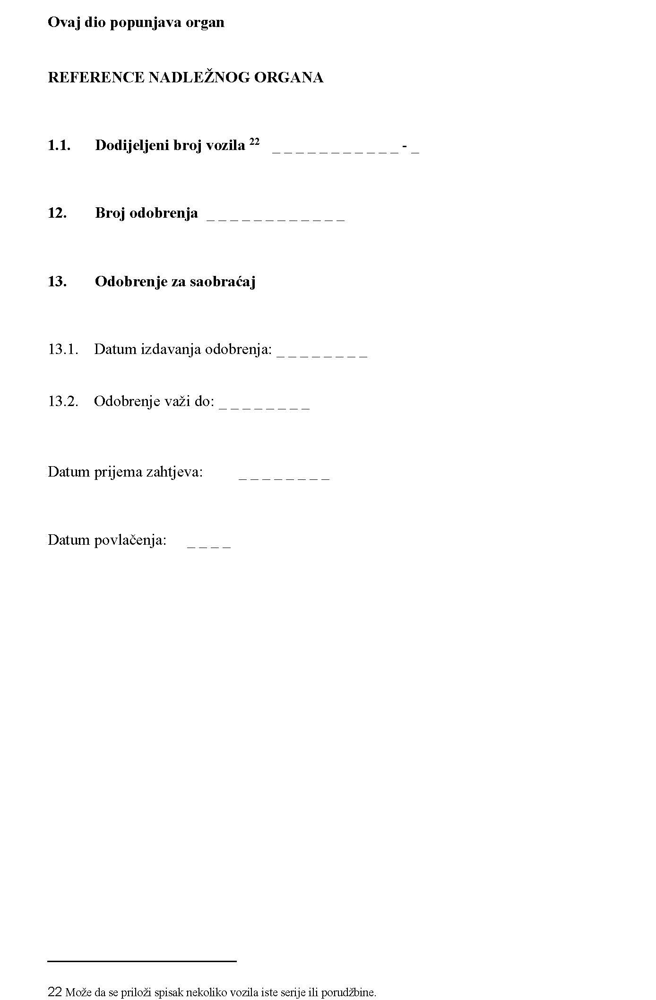 Ovaj dio popunjava organ
REFERENCE NADLEŽNOG ORGANA
1.1. Dodijeljeni broj vozila 22 _ _ _ _ _ _ _ _ _ _ _ - _
12. Broj odobrenja _ _ _ _ _ _ _ _ _ _ _ _
13. Odobrenje za saobraćaj
13.1. Datum izdavanja odobrenja: _ _ _ _ _ _ _ _
13.2. Odobrenje važi do: _ _ _ _ _ _ _ _
Datum prijema zahtjeva: _ _ _ _ _ _ _ _
Datum povlačenja: _ _ _ _
22 Može da se priloži spisak nekoliko vozila iste serije ili porudžbine.